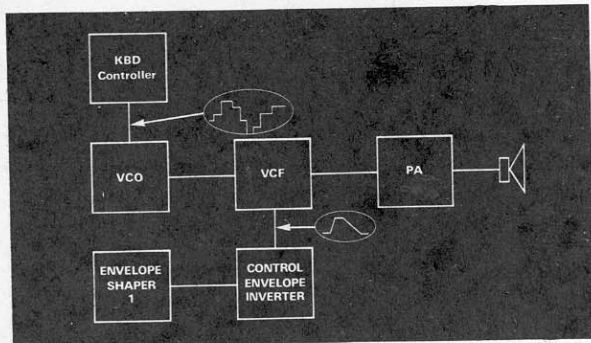 KBD
Controller
VCO
VCF
PA
ENVELOPE
SHAPER
1
CONTROL
ENVELOPE
INVERTER